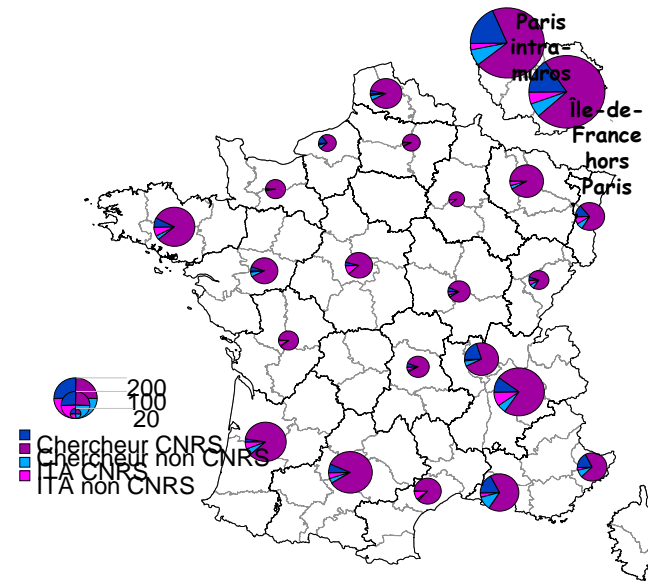 Paris
intra-
muros
Île-de-
France
hors
Paris
200
100
20
Chercheur CNRS
Chercheur non CNRS
ITA CNRS
ITA non CNRS